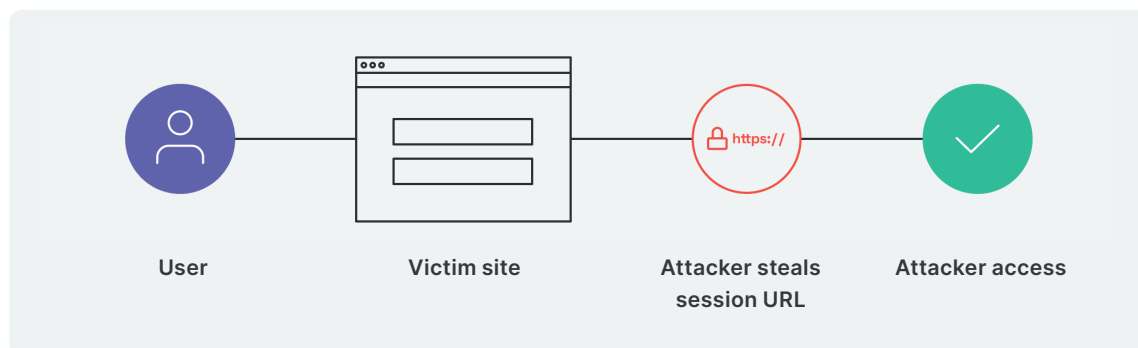 https://
User
Victim site
Attacker steals
session URL
Attacker access